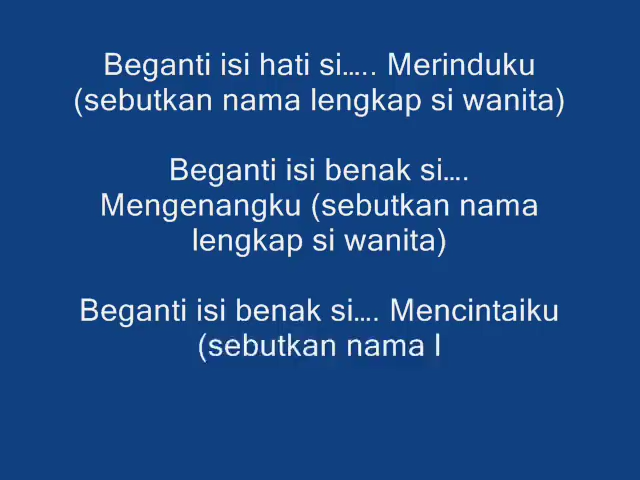 Beganti isi hati si….. Merinduku
(sebutkan nama lengkap si wanita)
Beganti isi benak si….
Mengenangku (sebutkan nama
lengkap si wanita)
Beganti isi benak si…. Mencintaiku
(sebutkan nama l